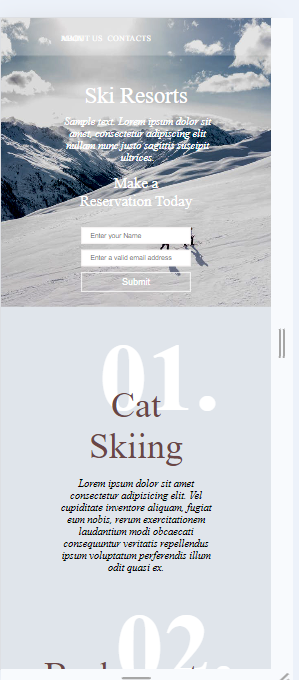 ABOUT US CONTACTS
Ski Resorts
Sample text. Lorem ipsum dolor sit
amet, consectetur adipiscing elit
nullam nunc justo sagittis suscipit
ultrices.
Make a
Reservation Today
Enter your Name
Enter a valid email address
Submit
01.
Cat
Skiing
Lorem ipsum dolor sit amet
consectetur adipisicing elit. Vel
cupiditate inventore aliquam, fugiat
eum nobis, rerum exercitationem
laudantium modi obcaecati
consequuntur veritatis repellendus
ipsum voluptatum perferendis illum
odit quasi ex.
02.